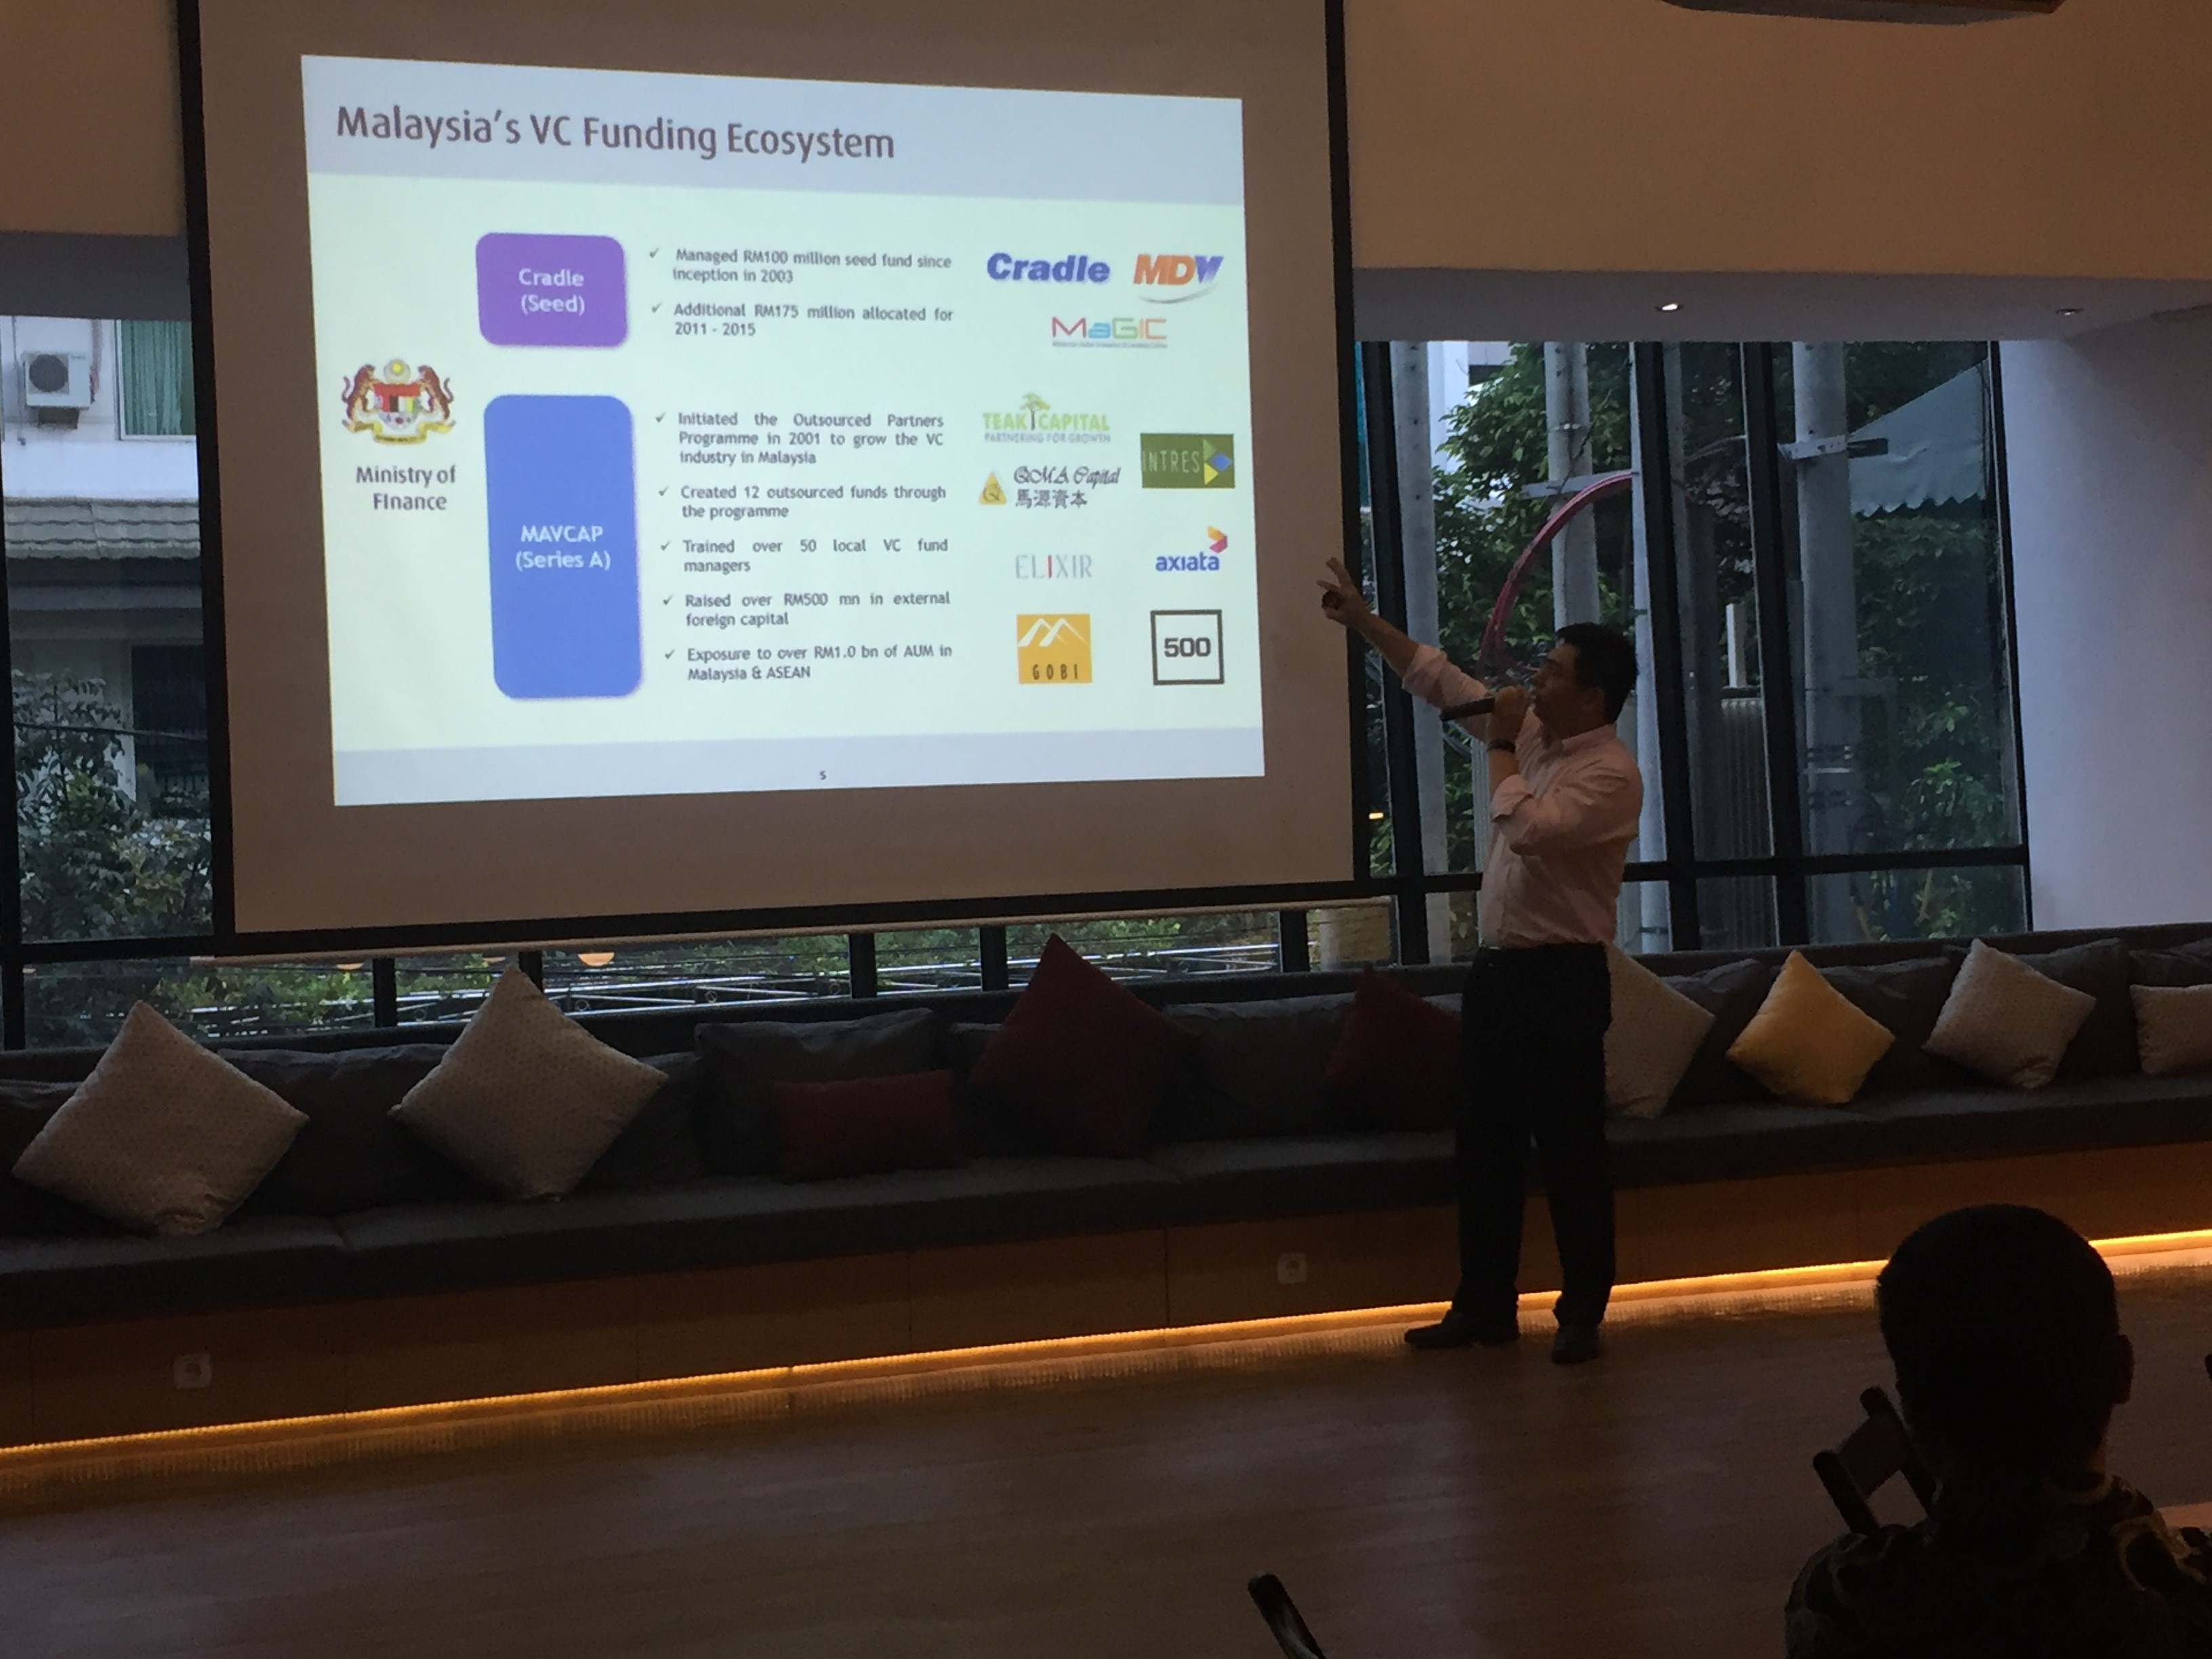 Malaysia's VC Funding Ecosystem
Cradle
(Seed)
✓ Managed RM100 million seed fund since
inception in 2003
✓ Additional RM175 million allocated for
2011 - 2015
Cradle
MDV
MaGIC
Ministry of
FInance
MAVCAP
(Series A)
✓ Initiated the Outsourced Partners
Programme in 2001 to grow the VC
industry in Malaysia
✓ Created 12 outsourced funds through
the programme
✓ Trained over 50 local VC fund
managers
✓ Raised over RM500 mn in external
foreign capital
✓ Exposure to over RM1.0 bn of AUM in
Malaysia & ASEAN
TEAK CAPITAL
PARTNERING FOR GROWTH
INTRES
QMA Capital
馬源資本
ELIXIR
axiata
GOBI
500
5